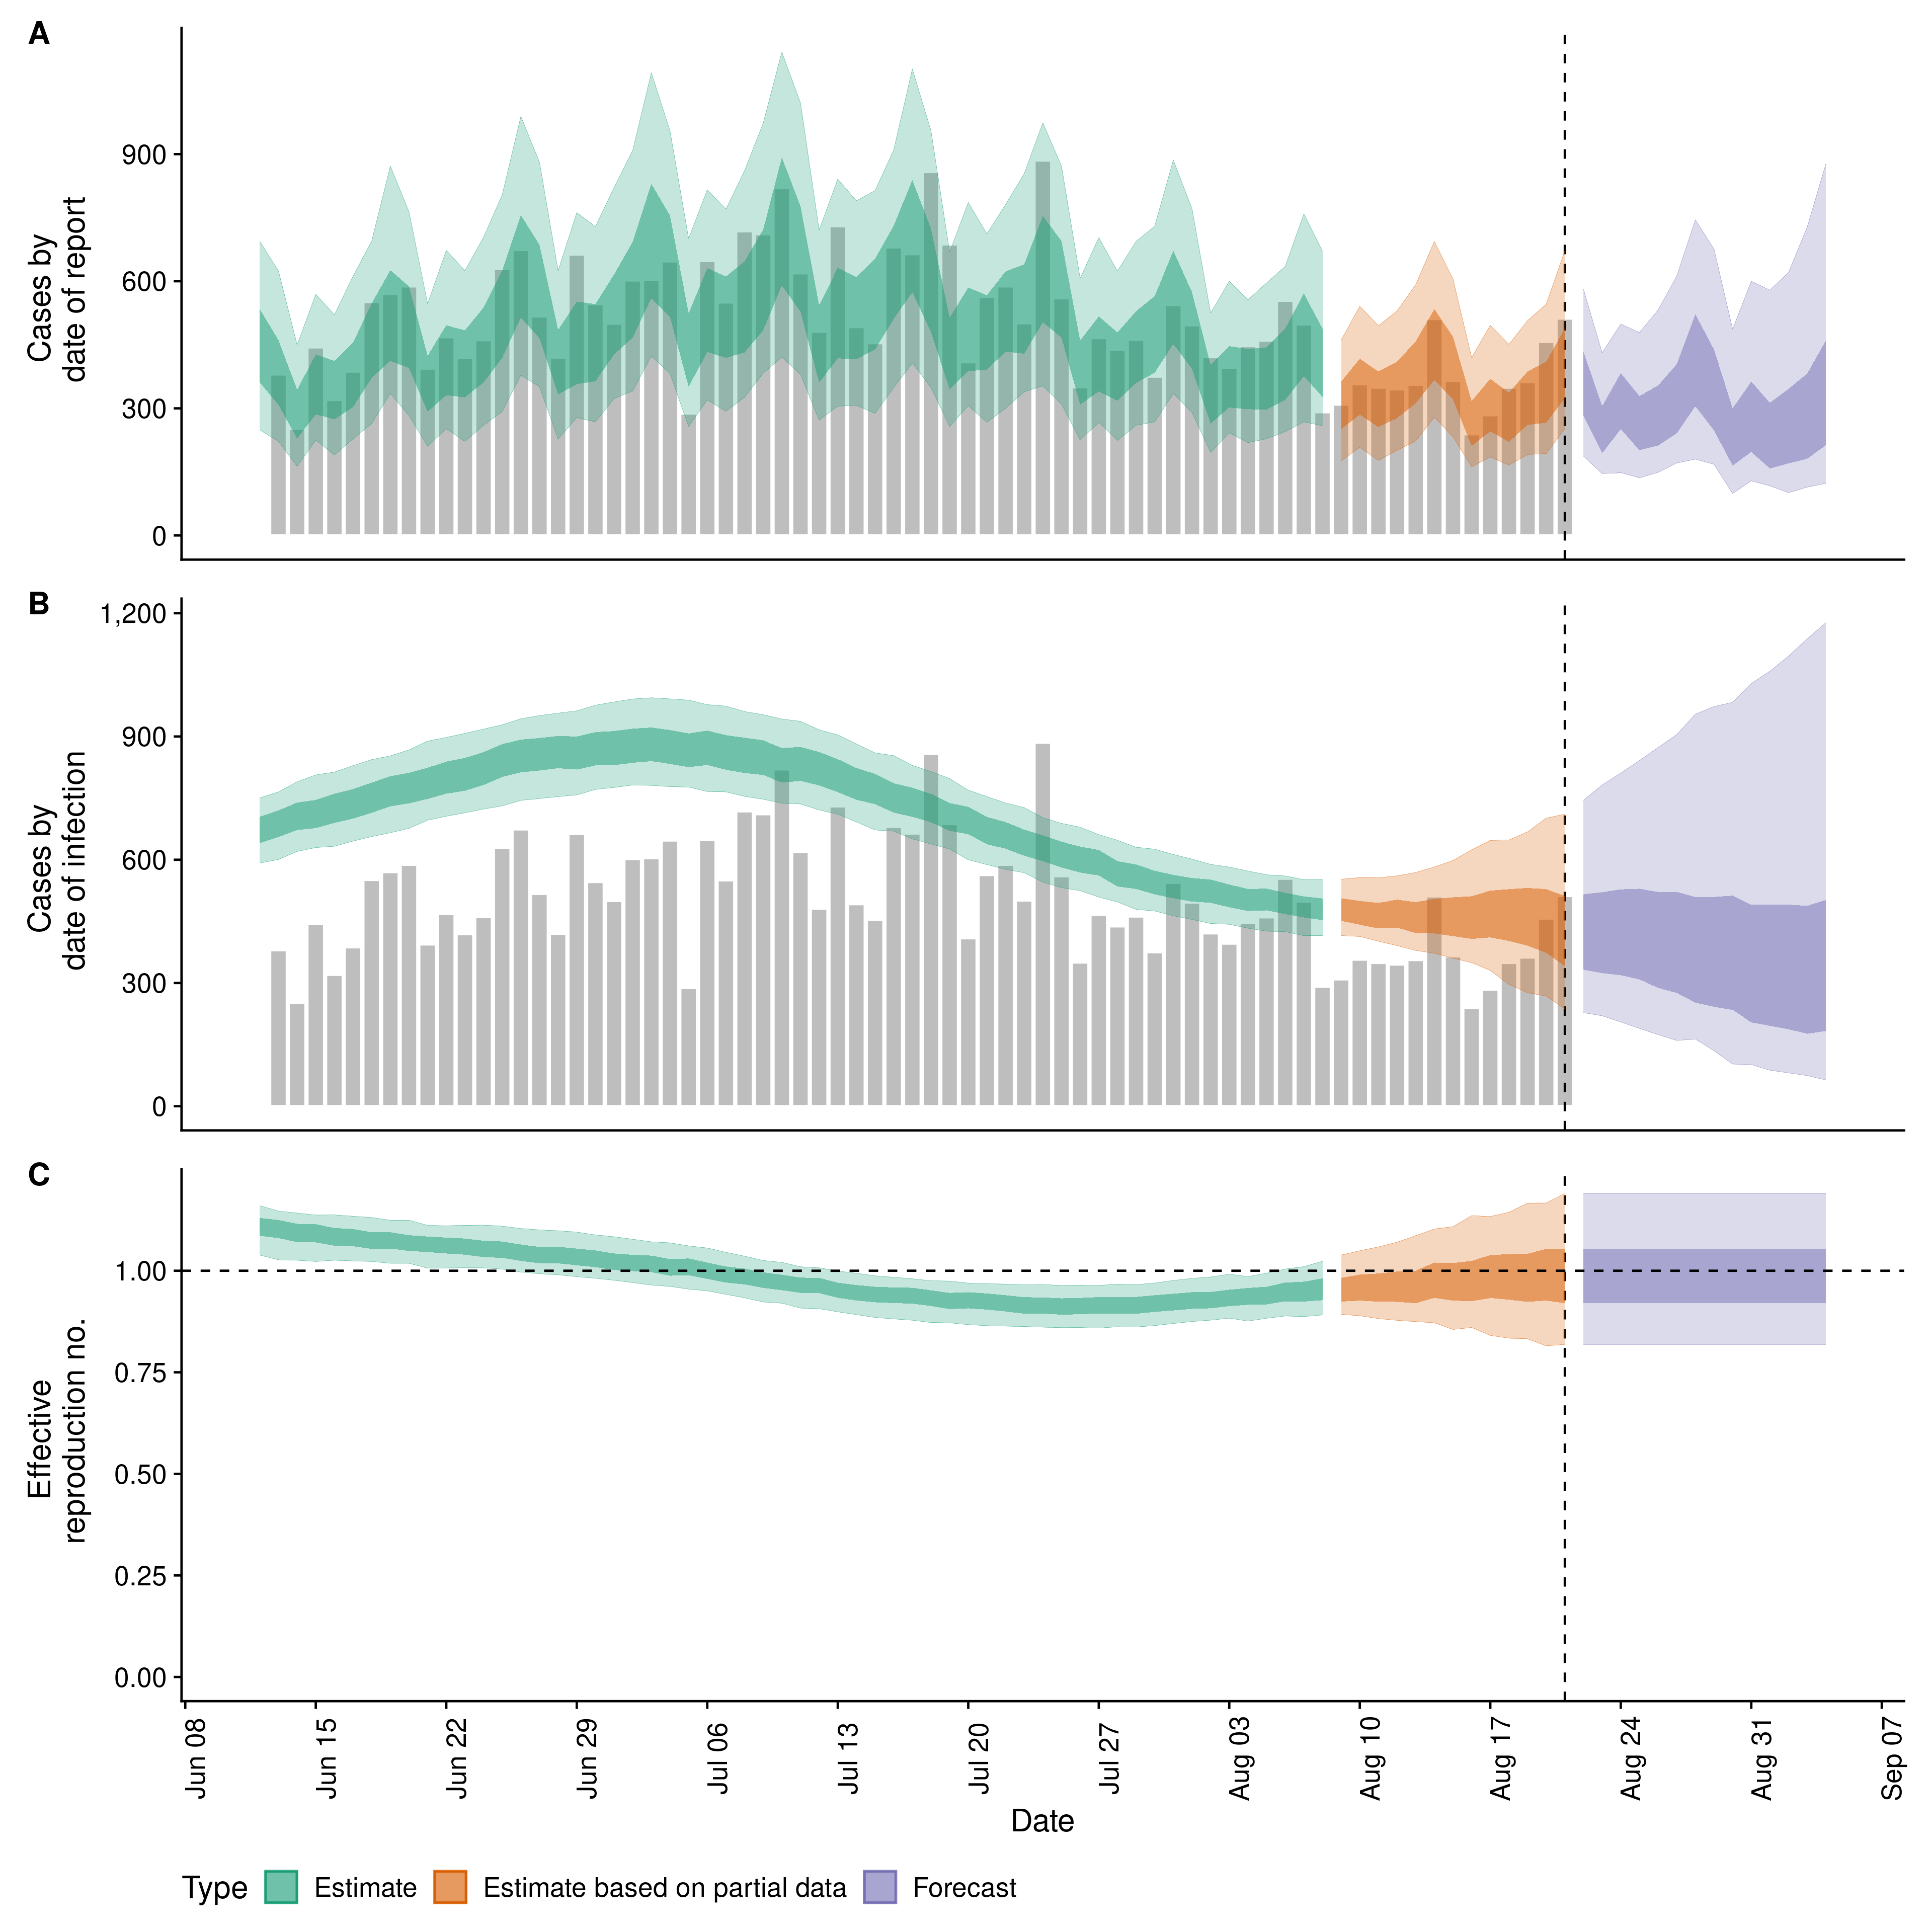 A
Cases by
date of report
900
600
300
0
B
Cases by
date of infection
1,200
900
600
300
0
C
Effective
reproduction no.
1.00
0.75
0.50
0.25
0.00
Jun 08
Jun 15
Jun 22
Jun 29
Jul 06
Jul 13
Jul 20
Jul 27
Aug 03
Aug 10
Aug 17
Aug 24
Aug 31
Sep 07
Date
Type Estimate Estimate based on partial data Forecast